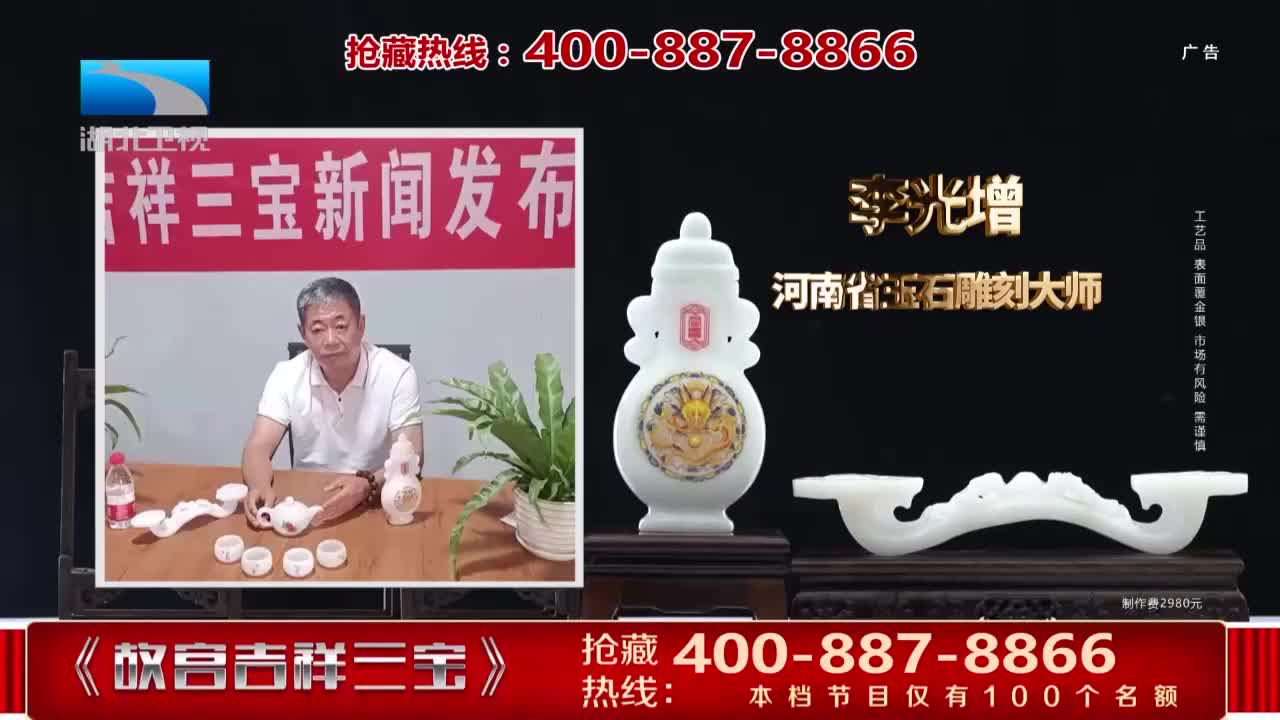 抢藏热线：400-887-8866
广告
湖北卫视
吉祥三宝新闻发布
李光增
河南省玉石雕刻大师
工艺品 表面覆金银 市场有风险 需谨慎
制作费2980元
《故宫吉祥三宝》
抢藏热线：400-887-8866
本档节目仅有100个名额